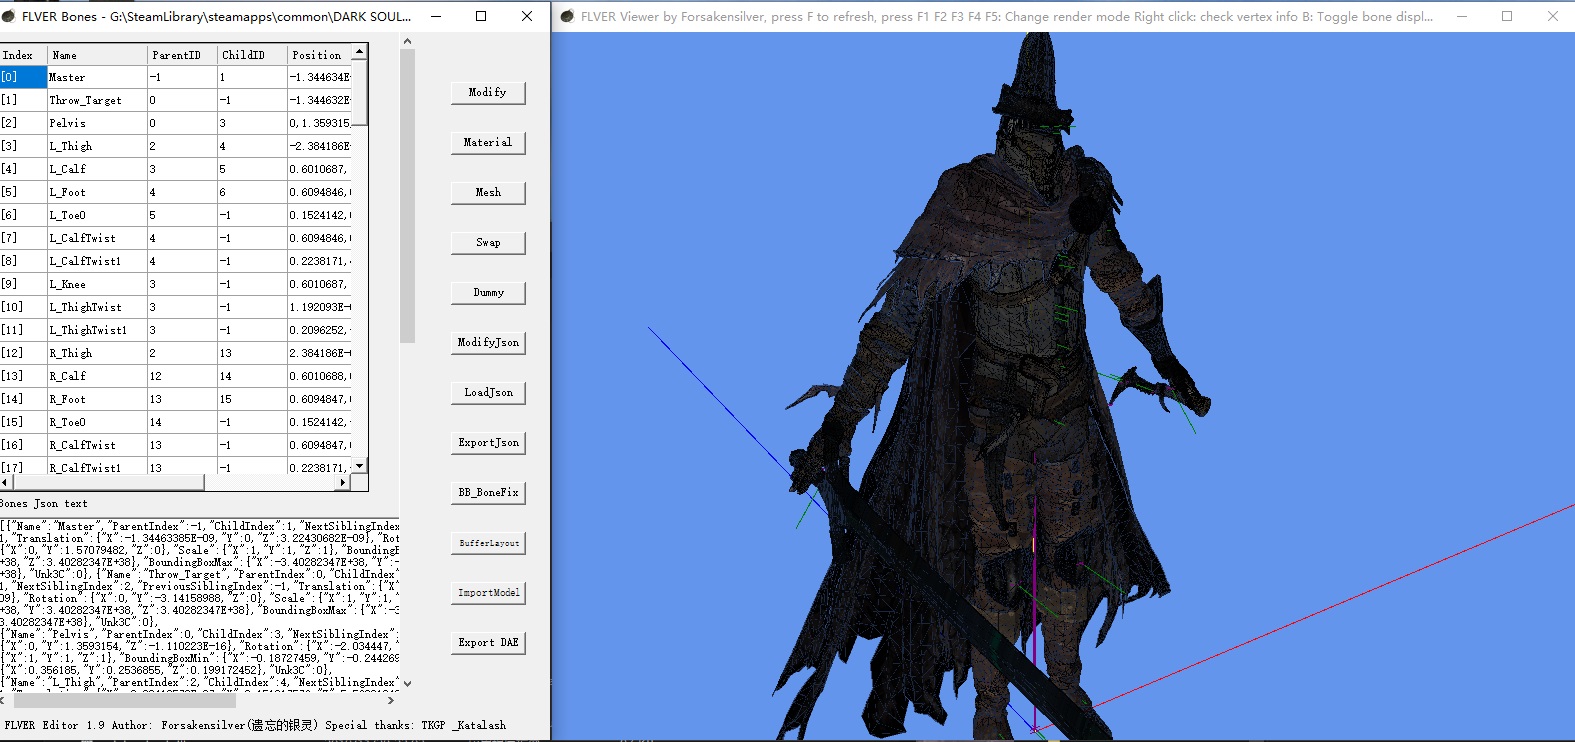 FLVER Bones - G:\SteamLibrary\steamapps\common\DARK SOUL...
FLVER Viewer by Forsakensilver, press F to refresh, press F1 F2 F3 F4 F5: Change render mode Right click: check vertex info B: Toggle bone displ...
Index Name ParentID ChildID Position
[0] Master -1 1 -1.344634E-
[1] Throw_Target 0 -1 -1.344632E-
[2] Pelvis 0 3 0,1.359315,
[3] L_Thigh 2 4 -2.384186E-
[4] L_Calf 3 5 0.6010687,
[5] L_Foot 4 6 0.6094846,
[6] L_Toe0 5 -1 0.1524142,
[7] L_CalfTwist 4 -1 0.6094846,
[8] L_CalfTwist1 4 -1 0.2238171,
[9] L_Knee 3 -1 0.6010687,
[10] L_ThighTwist 3 -1 1.192093E-
[11] L_ThighTwist1 3 -1 0.2096252,
[12] R_Thigh 2 13 2.384186E-
[13] R_Calf 12 14 0.6010688,
[14] R_Foot 13 15 0.6094847,
[15] R_Toe0 14 -1 0.1524142,
[16] R_CalfTwist 13 -1 0.6094847,
[17] R_CalfTwist1 13 -1 0.2238171,
Modify
Material
Mesh
Swap
Dummy
ModifyJson
LoadJson
ExportJson
BB_BoneFix
BufferLayout
ImportModel
Export DAE
Bones Json text
[{"Name":"Master","ParentIndex":-1,"ChildIndex":1,"NextSiblingIndex
1,"Translation":{"X":-1.34463385E-09,"Y":0,"Z":3.22430682E-09},"Rot
{"X":0,"Y":1.57079482,"Z":0},"Scale":{"X":1,"Y":1,"Z":1},"BoundingB
+38,"Z":3.40282347E+38},"BoundingBoxMax":{"X":-3.40282347E+38,"Y":-
+38},"Unk3C":0},{"Name":"Throw_Target","ParentIndex":0,"ChildIndex"
1,"NextSiblingIndex":2,"PreviousSiblingIndex":-1,"Translation":{"X"
09},"Rotation":{"X":0,"Y":-3.14158988,"Z":0},"Scale":{"X":1,"Y":1,"
+38,"Y":3.40282347E+38,"Z":3.40282347E+38},"BoundingBoxMax":{"X":-3
3.40282347E+38},"Unk3C":0},
{"Name":"Pelvis","ParentIndex":0,"ChildIndex":3,"NextSiblingIndex":
{"X":0,"Y":1.3593154,"Z":-1.110223E-16},"Rotation":{"X":-2.034447,"
{"X":1,"Y":1,"Z":1},"BoundingBoxMin":{"X":-0.18727459,"Y":-0.244269
{"X":0.356185,"Y":0.2536855,"Z":0.199172452},"Unk3C":0},
{"Name":"L_Thigh","ParentIndex":2,"ChildIndex":4,"NextSiblingIndex"
FLVER Editor 1.9 Author: Forsakensilver(遗忘的银灵) Special thanks: TKGP _Katalash